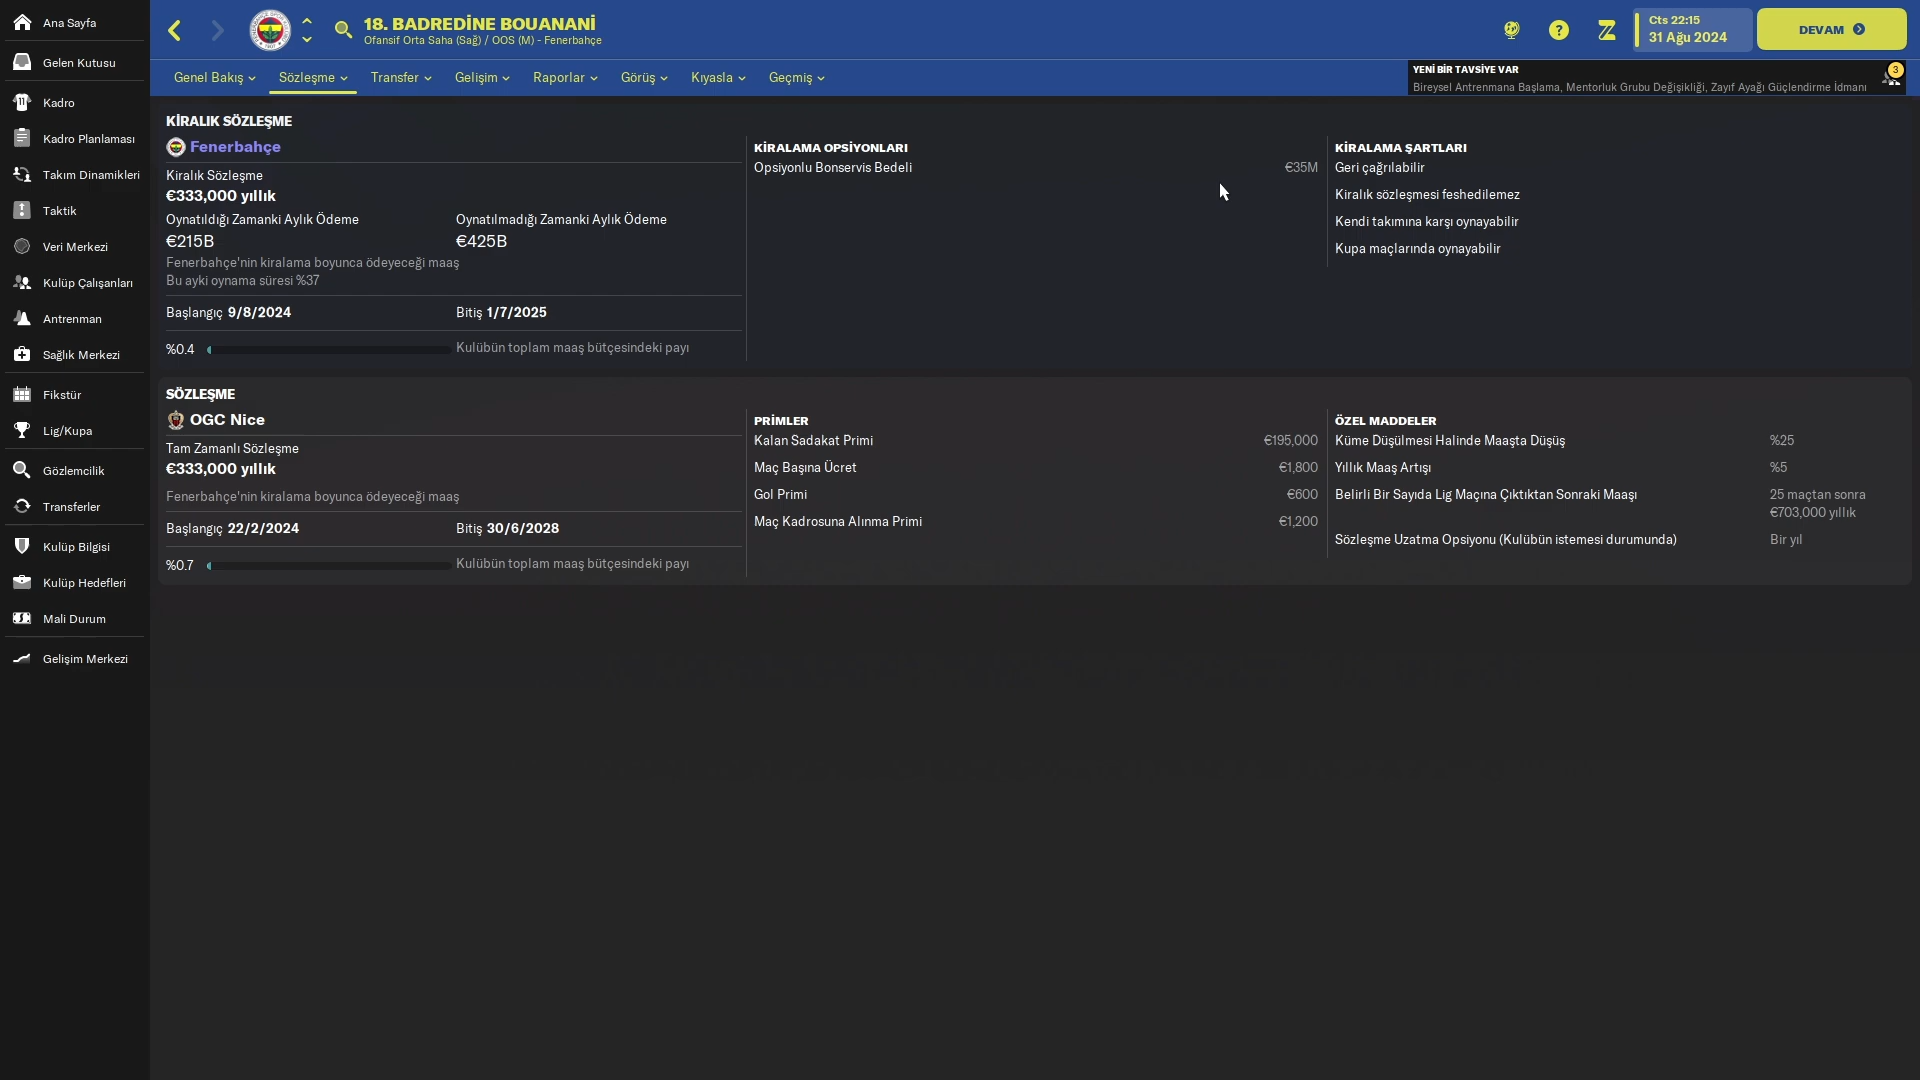 Ana Sayfa
Gelen Kutusu
Kadro
Kadro Planlaması
Takım Dinamikleri
Taktik
Veri Merkezi
Kulüp Çalışanları
Antrenman
Sağlık Merkezi
Fikstür
Lig/Kupa
Gözlemcilik
Transferler
Kulüp Bilgisi
Kulüp Hedefleri
Mali Durum
Gelişim Merkezi
18. BADREDİNE BOUANANİ
Ofansif Orta Saha (Sağ) / OOS (M) - Fenerbahçe
Cts 22:15
31 Ağu 2024
DEVAM
Genel Bakış
Sözleşme
Transfer
Gelişim
Raporlar
Görüş
Kıyasla
Geçmiş
YENİ BİR TAVSİYE VAR
Bireysel Antrenmana Başlama, Mentorluk Grubu Değişikliği, Zayıf Ayağı Güçlendirme İdmanı
3
KİRALIK SÖZLEŞME
Fenerbahçe
Kiralık Sözleşme
€333,000 yıllık
Oynatıldığı Zamanki Aylık Ödeme
Oynatılmadığı Zamanki Aylık Ödeme
€215B
€425B
Fenerbahçe'nin kiralama boyunca ödeyeceği maaş
Bu ayki oynama süresi %37
Başlangıç 9/8/2024
Bitiş 1/7/2025
%0.4
Kulübün toplam maaş bütçesindeki payı
KİRALAMA OPSİYONLARI
Opsiyonlu Bonservis Bedeli
€35M
KİRALAMA ŞARTLARI
Geri çağrılabilir
Kiralık sözleşmesi feshedilemez
Kendi takımına karşı oynayabilir
Kupa maçlarında oynayabilir
SÖZLEŞME
OGC Nice
Tam Zamanlı Sözleşme
€333,000 yıllık
Fenerbahçe'nin kiralama boyunca ödeyeceği maaş
Başlangıç 22/2/2024
Bitiş 30/6/2028
%0.7
Kulübün toplam maaş bütçesindeki payı
PRİMLER
Kalan Sadakat Primi
€195,000
Maç Başına Ücret
€1,800
Gol Primi
€600
Maç Kadrosuna Alınma Primi
€1,200
ÖZEL MADDELER
Küme Düşülmesi Halinde Maaşta Düşüş
%25
Yıllık Maaş Artışı
%5
Belirli Bir Sayıda Lig Maçına Çıktıktan Sonraki Maaşı
25 maçtan sonra
€703,000 yıllık
Sözleşme Uzatma Opsiyonu (Kulübün istemesi durumunda)
Bir yıl